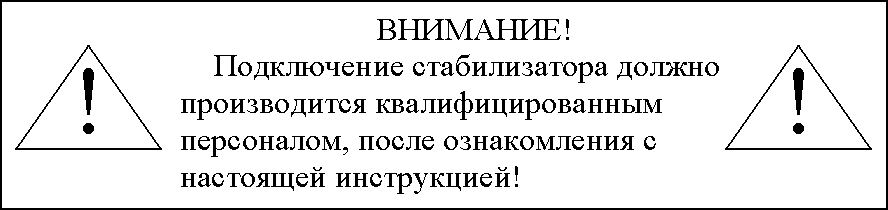 ВНИМАНИЕ!
Подключение стабилизатора должно
производится квалифицированным
персоналом, после ознакомления с
настоящей инструкцией!